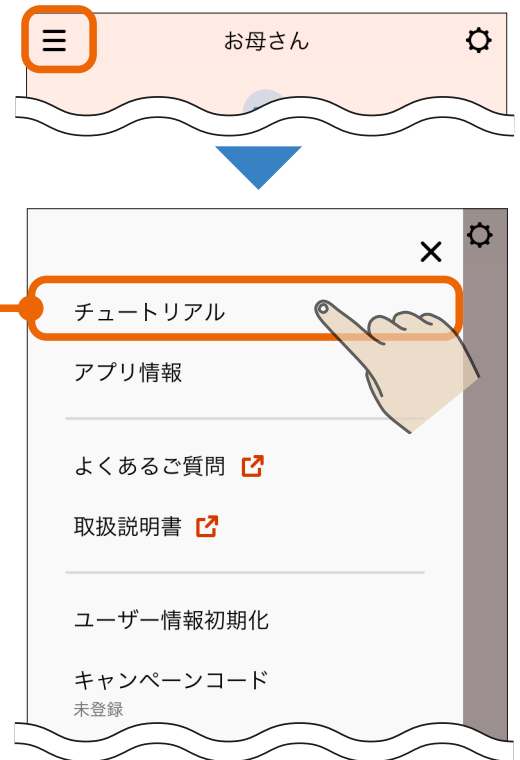 お母さん
チュートリアル
アプリ情報
よくあるご質問
取扱説明書
ユーザー情報初期化
キャンペーンコード
未登録